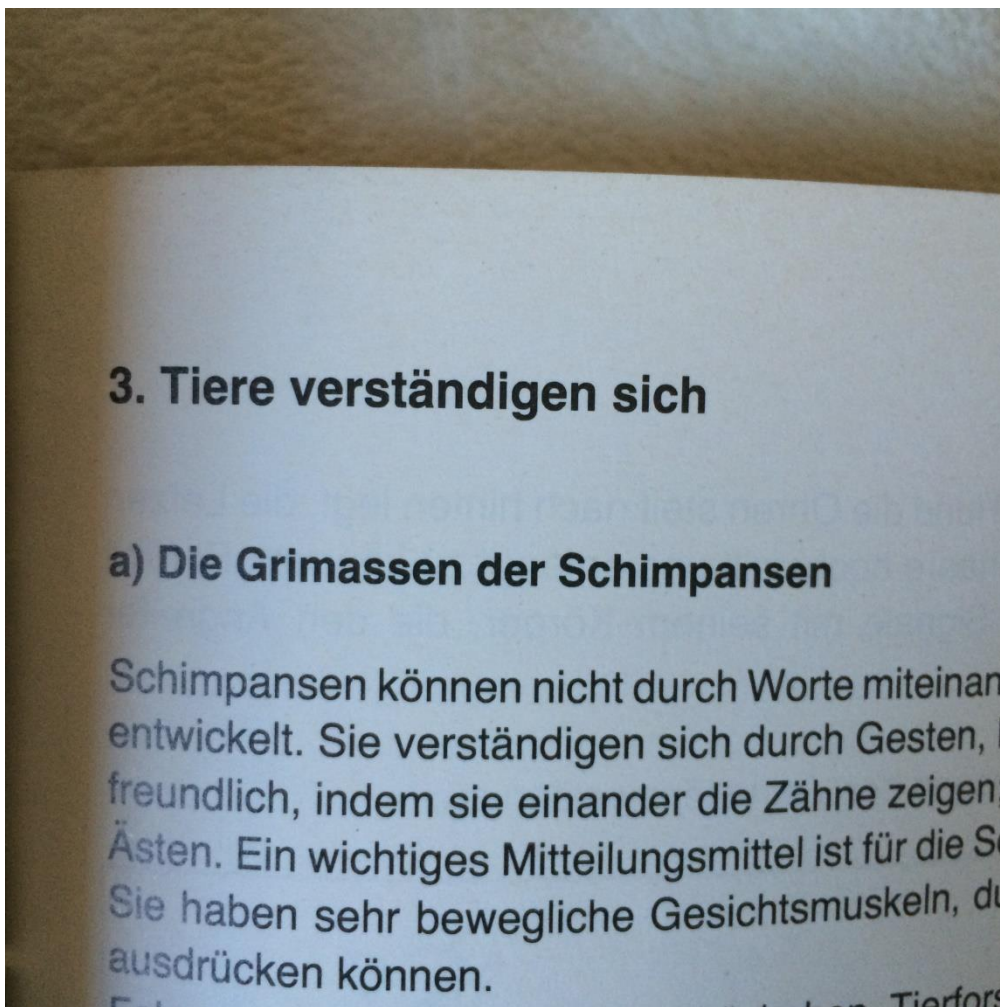 3. Tiere verständigen sich
a) Die Grimassen der Schimpansen
Schimpansen können nicht durch Worte miteinan
entwickelt. Sie verständigen sich durch Gesten,
freundlich, indem sie einander die Zähne zeigen,
Ästen. Ein wichtiges Mitteilungsmittel ist für die
Sie haben sehr bewegliche Gesichtsmuskeln,
ausdrücken können.